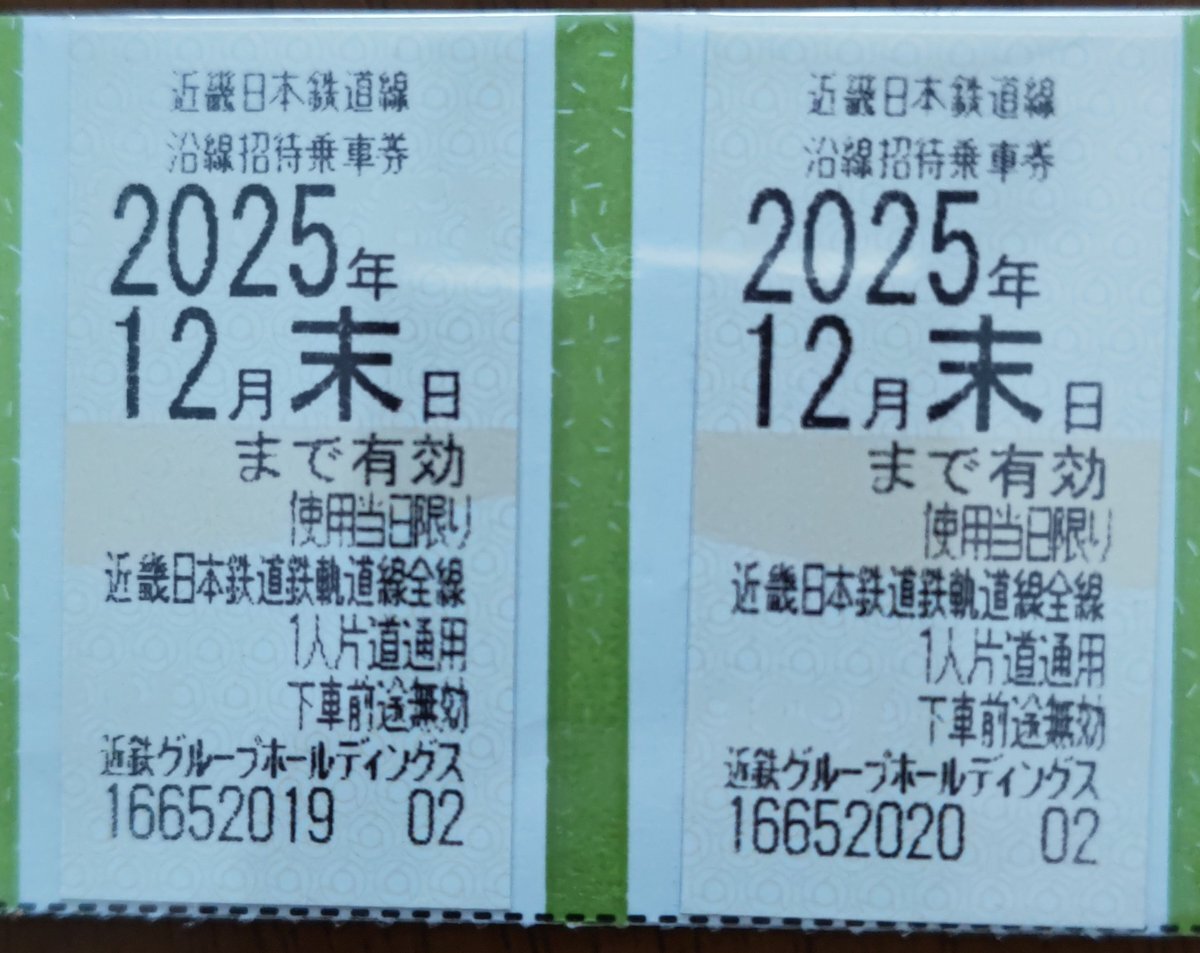 近畿日本鉄道線
沿線招待乗車券
2025年
12月末日
まで有効
使用当日限り
近畿日本鉄道鉄軌道線全線
1人片道通用
下車前途無効
近鉄グループホールディングス
16652019 02
近畿日本鉄道線
沿線招待乗車券
2025年
12月末日
まで有効
使用当日限り
近畿日本鉄道鉄軌道線全線
1人片道通用
下車前途無効
近鉄グループホールディングス
16652020 02